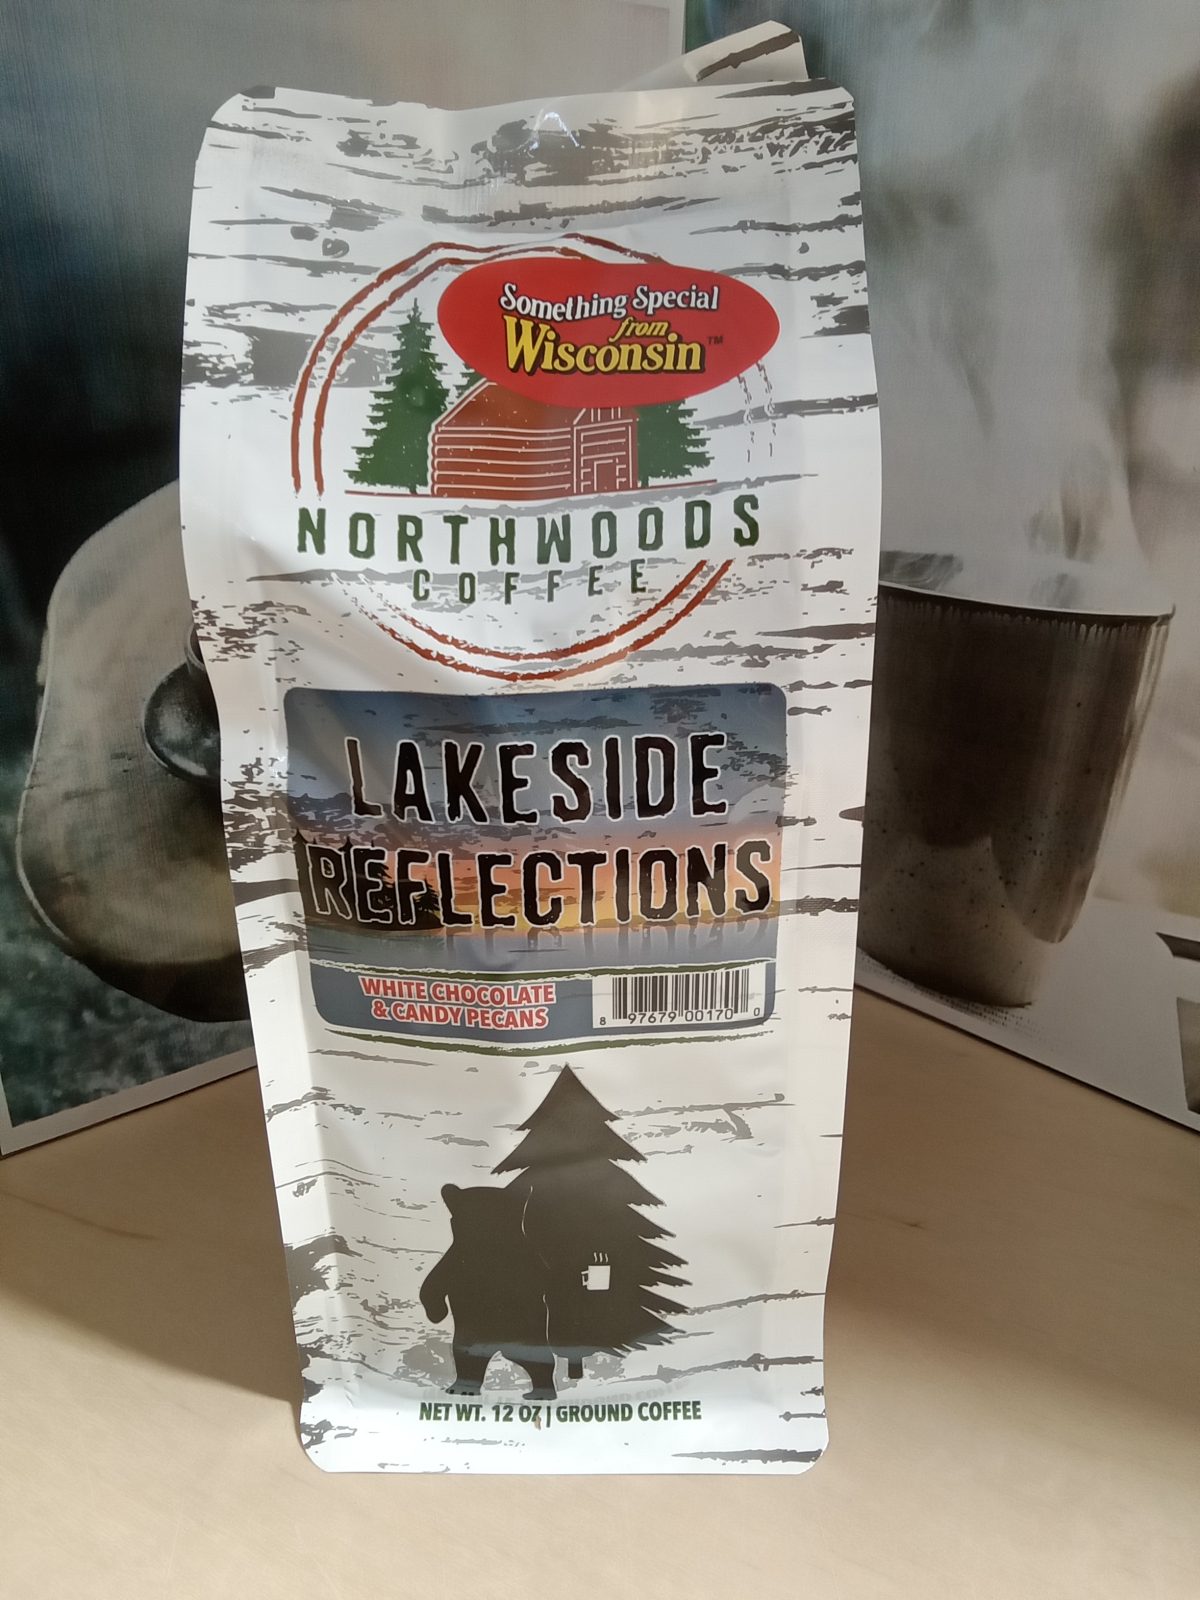 Something Special
from
Wisconsin™
NORTHWOODS
COFFEE
LAKESIDE
REFLECTIONS
WHITE CHOCOLATE
& CANDY PECANS
8 97679 00170 0
NET WT. 12 OZ | GROUND COFFEE